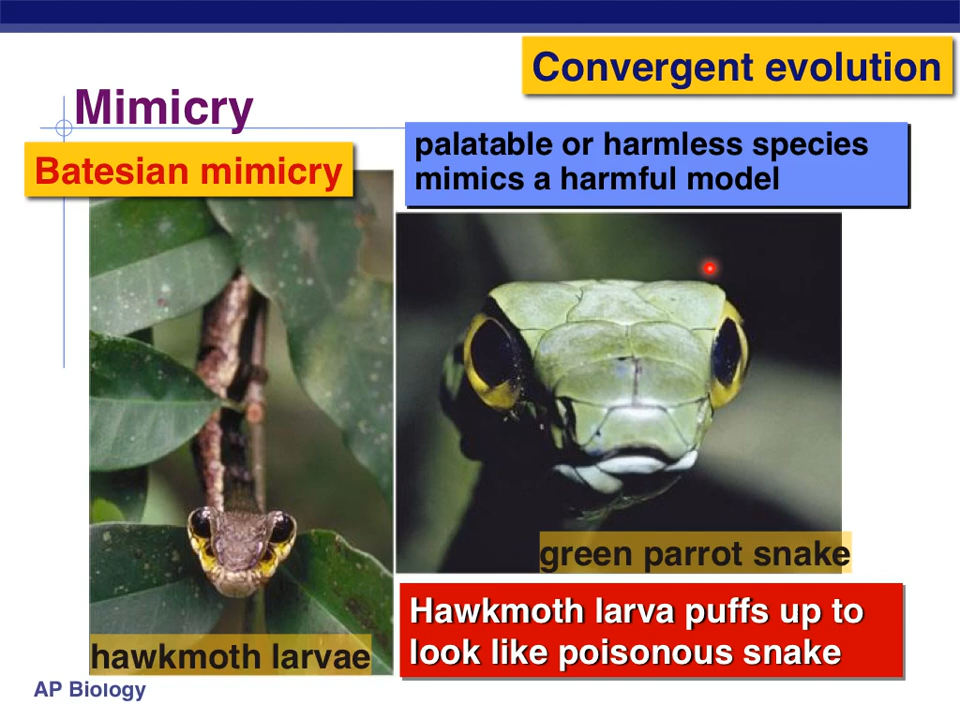 Convergent evolution
Mimicry
Batesian mimicry
palatable or harmless species
mimics a harmful model
green parrot snake
hawkmoth larvae
Hawkmoth larva puffs up to
look like poisonous snake
AP Biology